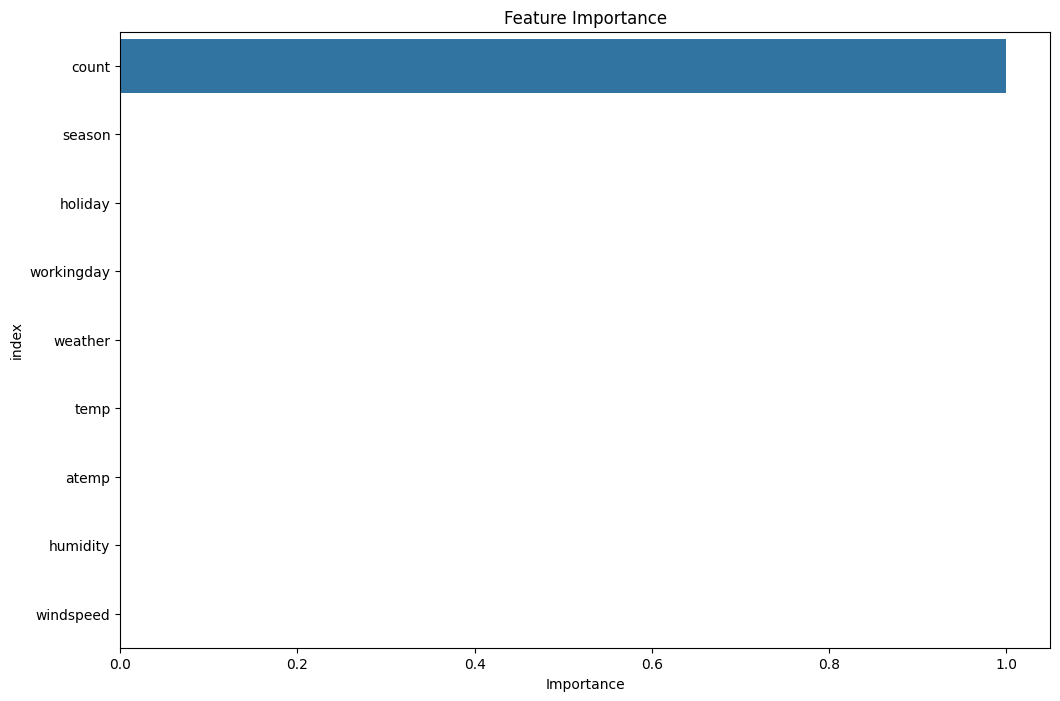 Feature Importance
count
season
holiday
workingday
weather
temp
atemp
humidity
windspeed
index
0.0 0.2 0.4 0.6 0.8 1.0
Importance